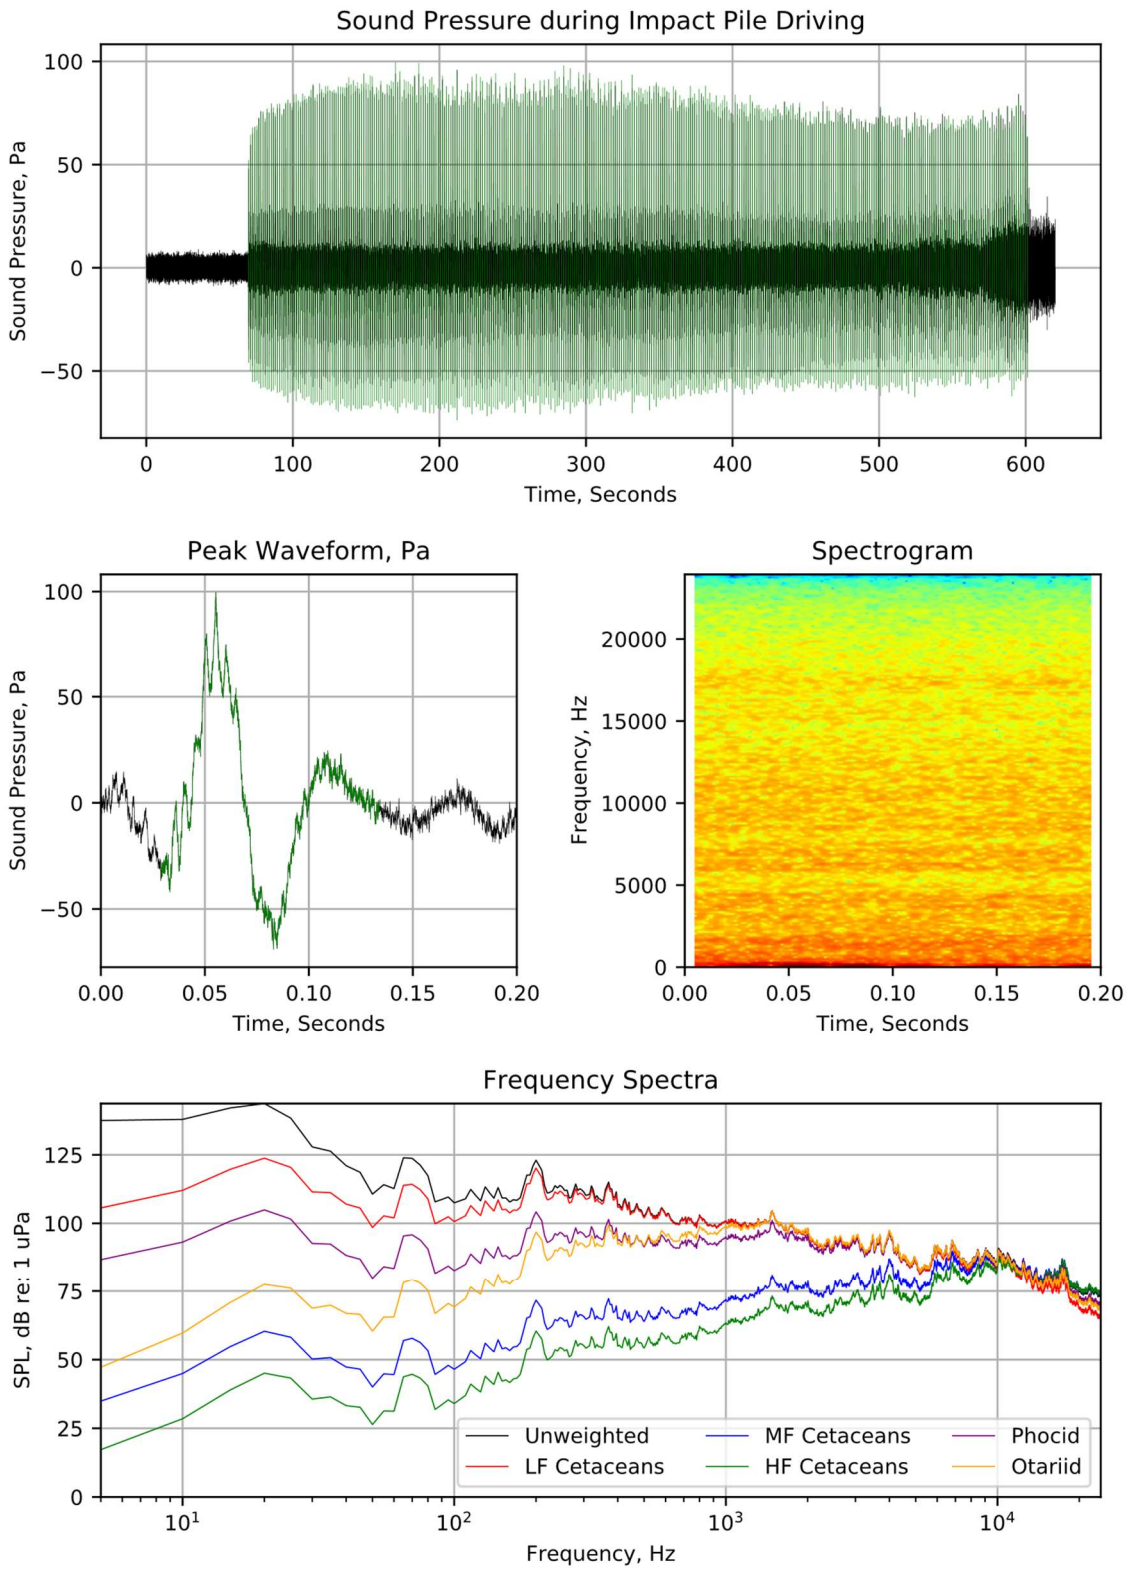 Sound Pressure during Impact Pile Driving
100
50
0
−50
Sound Pressure, Pa
0 100 200 300 400 500 600
Time, Seconds
Peak Waveform, Pa
100
50
0
−50
Sound Pressure, Pa
0.00 0.05 0.10 0.15 0.20
Time, Seconds
Spectrogram
20000
15000
10000
5000
0
Frequency, Hz
0.00 0.05 0.10 0.15 0.20
Time, Seconds
Frequency Spectra
125
100
75
50
25
0
SPL, dB re: 1 uPa
Unweighted MF Cetaceans Phocid
LF Cetaceans HF Cetaceans Otariid
10¹ 10² 10³ 10⁴
Frequency, Hz